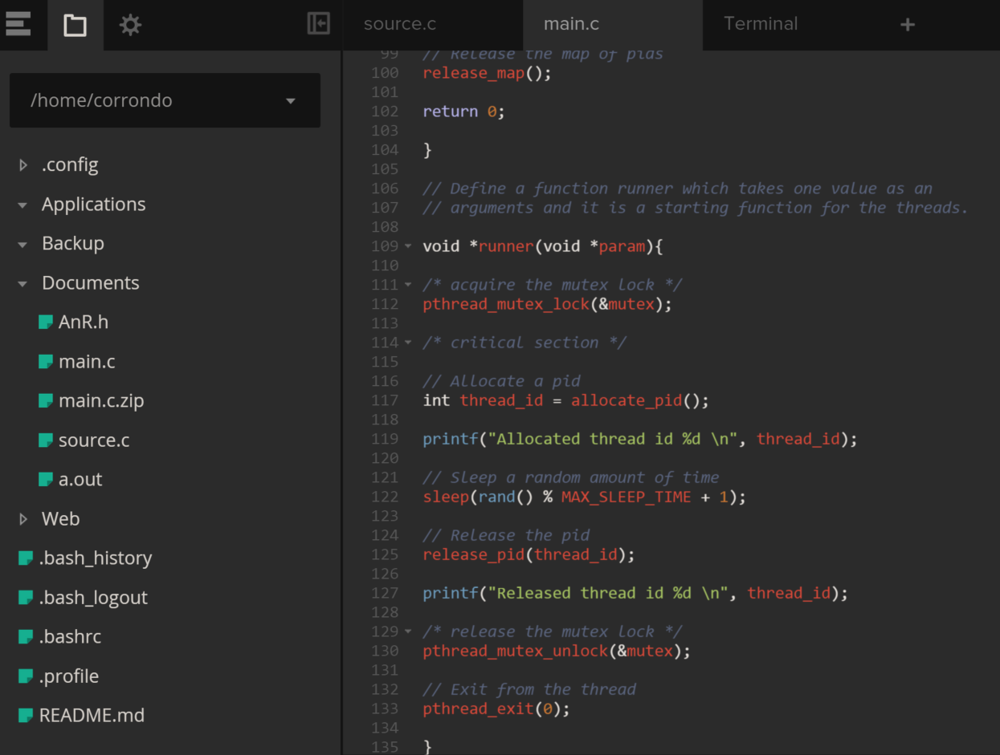 source.c
main.c
Terminal
+
/home/corrondo
.config
Applications
Backup
Documents
AnR.h
main.c
main.c.zip
source.c
a.out
Web
.bash_history
.bash_logout
.bashrc
.profile
README.md
99 // Release the map of pids
100 release_map();
101
102 return 0;
103
104 }
105
106 // Define a function runner which takes one value as an
107 // arguments and it is a starting function for the threads.
108
109 void *runner(void *param){
110
111 /* acquire the mutex lock */
112 pthread_mutex_lock(&mutex);
113
114 /* critical section */
115
116 // Allocate a pid
117 int thread_id = allocate_pid();
118
119 printf("Allocated thread id %d \n", thread_id);
120
121 // Sleep a random amount of time
122 sleep(rand() % MAX_SLEEP_TIME + 1);
123
124 // Release the pid
125 release_pid(thread_id);
126
127 printf("Released thread id %d \n", thread_id);
128
129 /* release the mutex lock */
130 pthread_mutex_unlock(&mutex);
131
132 // Exit from the thread
133 pthread_exit(0);
134
135 }